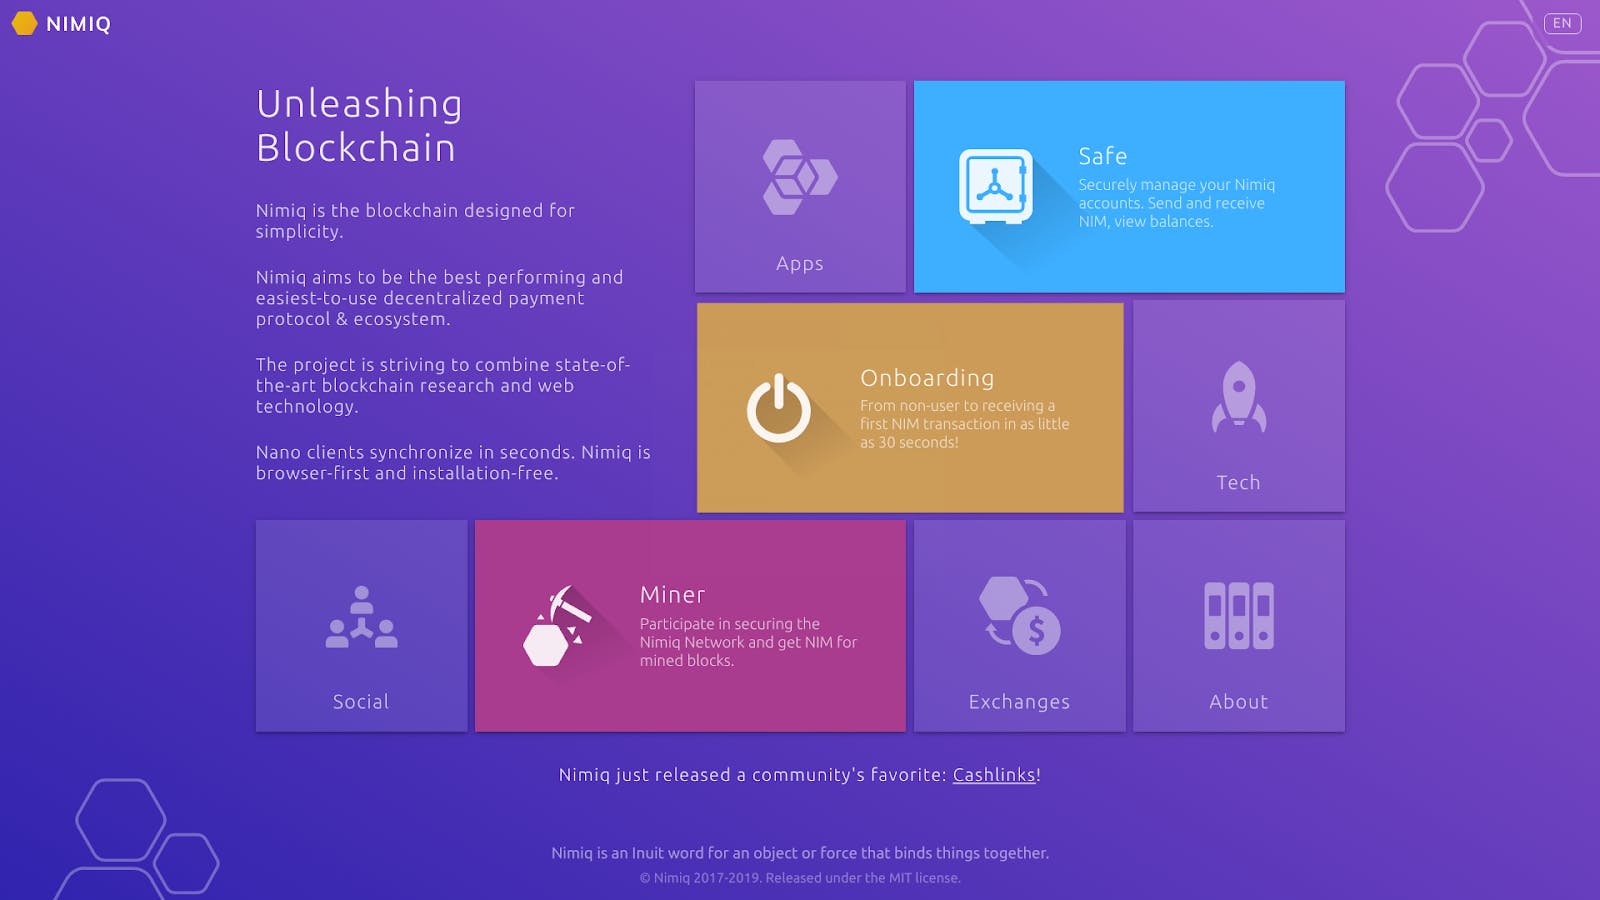 NIMIQ
EN
Unleashing
Blockchain
Nimiq is the blockchain designed for
simplicity.
Nimiq aims to be the best performing and
easiest-to-use decentralized payment
protocol & ecosystem.
The project is striving to combine state-of-
the-art blockchain research and web
technology.
Nano clients synchronize in seconds. Nimiq is
browser-first and installation-free.
Apps
Safe
Securely manage your Nimiq
accounts. Send and receive
NIM, view balances.
Onboarding
From non-user to receiving a
first NIM transaction in as little
as 30 seconds!
Tech
Social
Miner
Participate in securing the
Nimiq Network and get NIM for
mined blocks.
$
Exchanges
About
Nimiq just released a community's favorite: Cashlinks!
Nimiq is an Inuit word for an object or force that binds things together.
© Nimiq 2017-2019. Released under the MIT license.